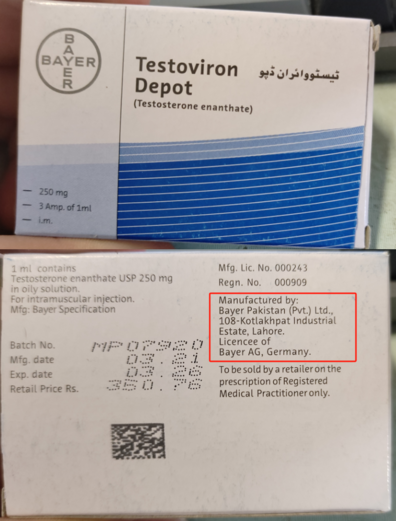 BAYER
BAYER
Testoviron
Depot
ٹیسٹووائران ڈپو
(Testosterone enanthate)
— 250 mg
— 3 Amp. of 1ml
— i.m.
1 ml contains
Testosterone enanthate USP 250 mg
in oily solution.
For intramuscular injection.
Mfg: Bayer Specification
Batch No. MP07920
Mfg. date 03.21
Exp. date 03.26
Retail Price Rs. 350.76
Mfg. Lic. No. 000243
Regn. No. 000909
Manufactured by:
Bayer Pakistan (Pvt.) Ltd.,
108-Kotlakhpat Industrial
Estate, Lahore.
Licence of
Bayer AG, Germany.
To be sold by a retailer on the
prescription of Registered
Medical Practitioner only.